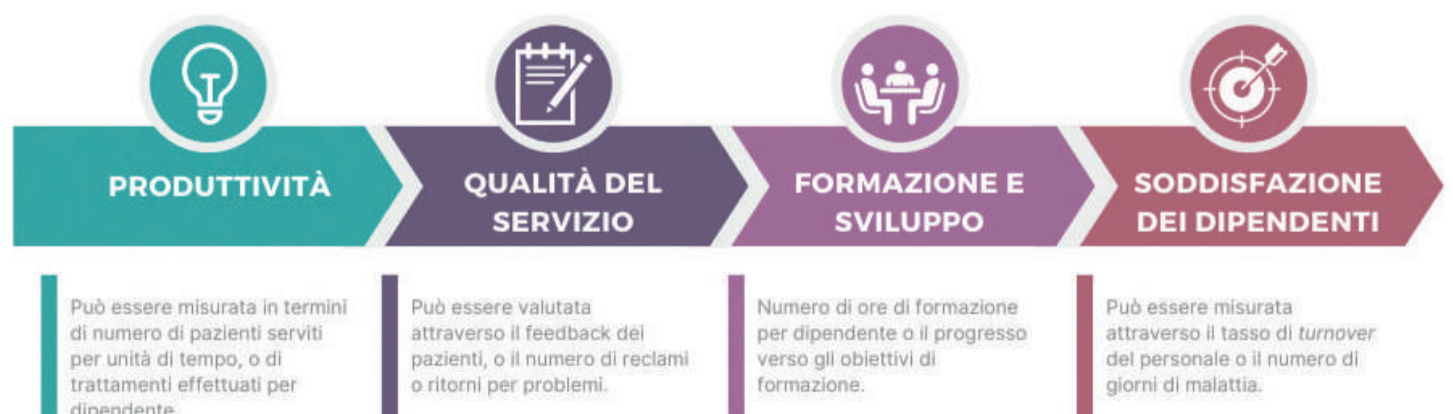 PRODUTTIVITÀ
QUALITÀ DEL
SERVIZIO
FORMAZIONE E
SVILUPPO
SODDISFAZIONE
DEI DIPENDENTI
Può essere misurata in termini
di numero di pazienti serviti
per unità di tempo, o di
trattamenti effettuati per
dipendente.
Può essere valutata
attraverso il feedback dei
pazienti, o il numero di reclami
o ritorni per problemi.
Numero di ore di formazione
per dipendente o il progresso
verso gli obiettivi di
formazione.
Può essere misurata
attraverso il tasso di turnover
del personale o il numero di
giorni di malattia.